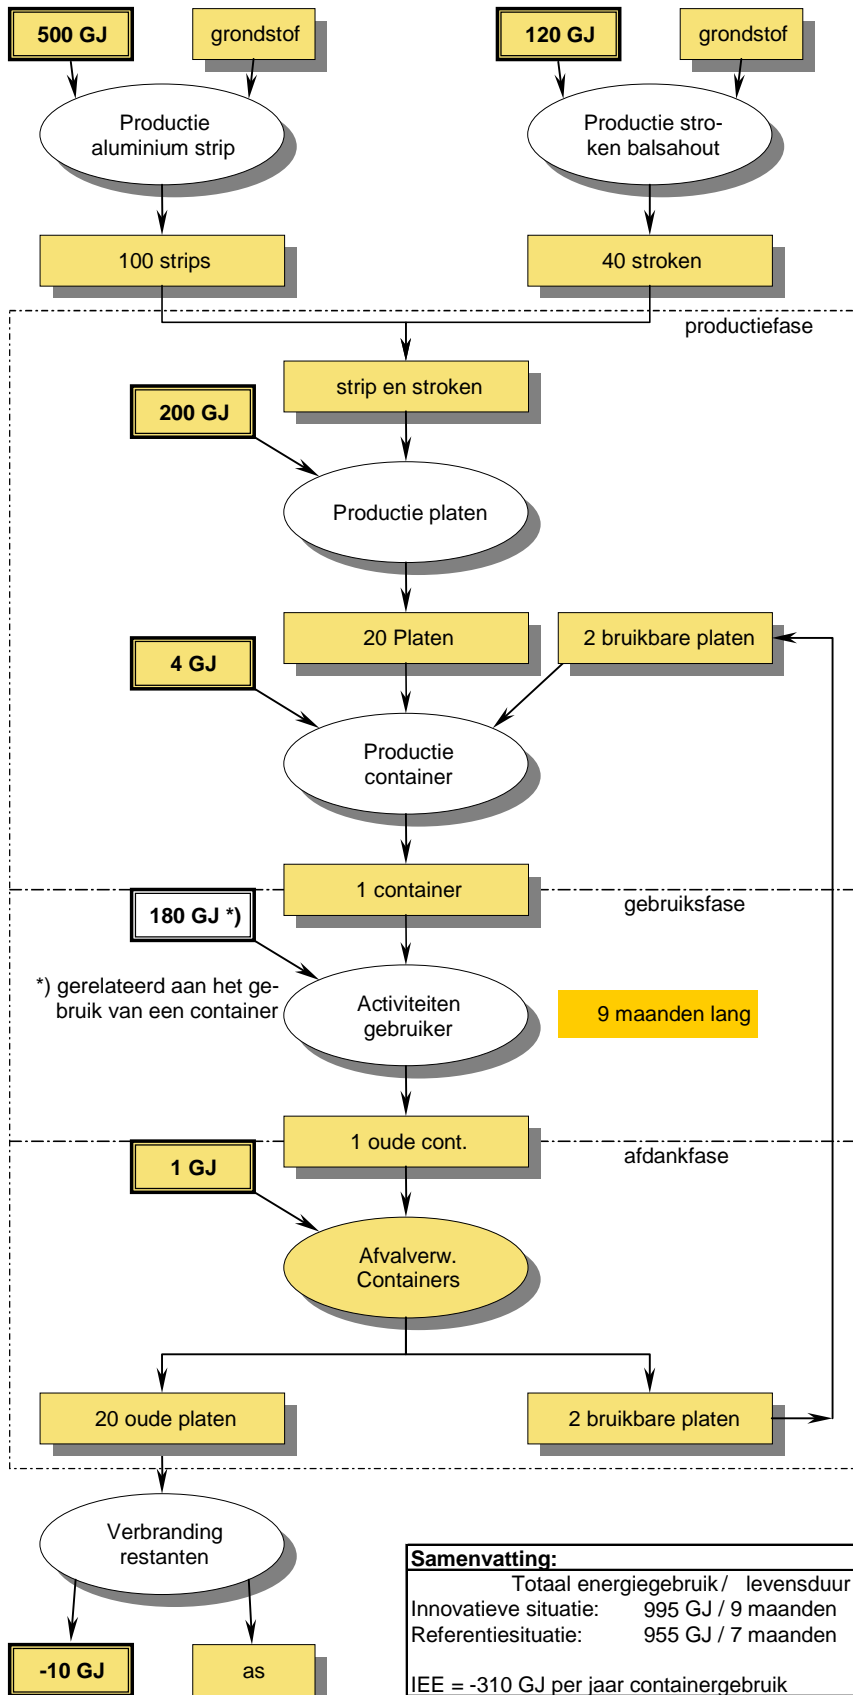 500 GJ
grondstof
120 GJ
grondstof
Productie
aluminium strip
Productie stro-
ken balsahout
100 strips
40 stroken
productiefase
strip en stroken
200 GJ
Productie platen
20 Platen
2 bruikbare platen
4 GJ
Productie
container
1 container
gebruiksfase
180 GJ *)
*) gerelateerd aan het ge-
bruik van een container
Activiteiten
gebruiker
9 maanden lang
1 oude cont.
afdankfase
1 GJ
Afvalverw.
Containers
20 oude platen
2 bruikbare platen
Verbranding
restanten
-10 GJ
as
Samenvatting:
Totaal energiegebruik / levensduur
Innovatieve situatie: 995 GJ / 9 maanden
Referentiesituatie: 955 GJ / 7 maanden
IEE = -310 GJ per jaar containergebruik